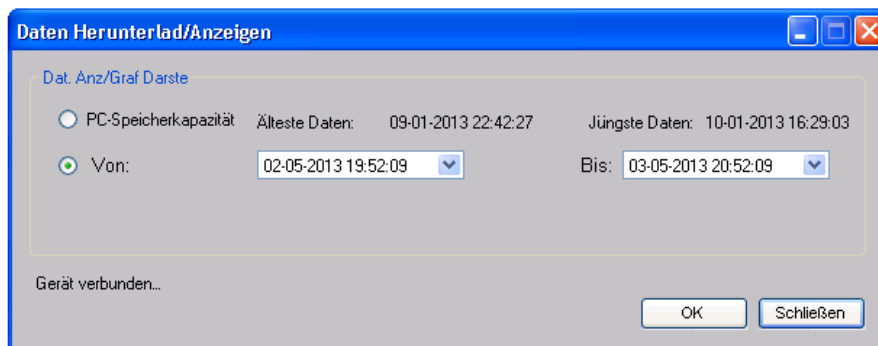 Daten Herunterlad/Anzeigen
Dat. Anz/Graf Darste
PC-Speicherkapazität Älteste Daten: 09-01-2013 22:42:27 Jüngste Daten: 10-01-2013 16:29:03
Von: 02-05-2013 19:52:09 Bis: 03-05-2013 20:52:09
Gerät verbunden...
OK Schließen